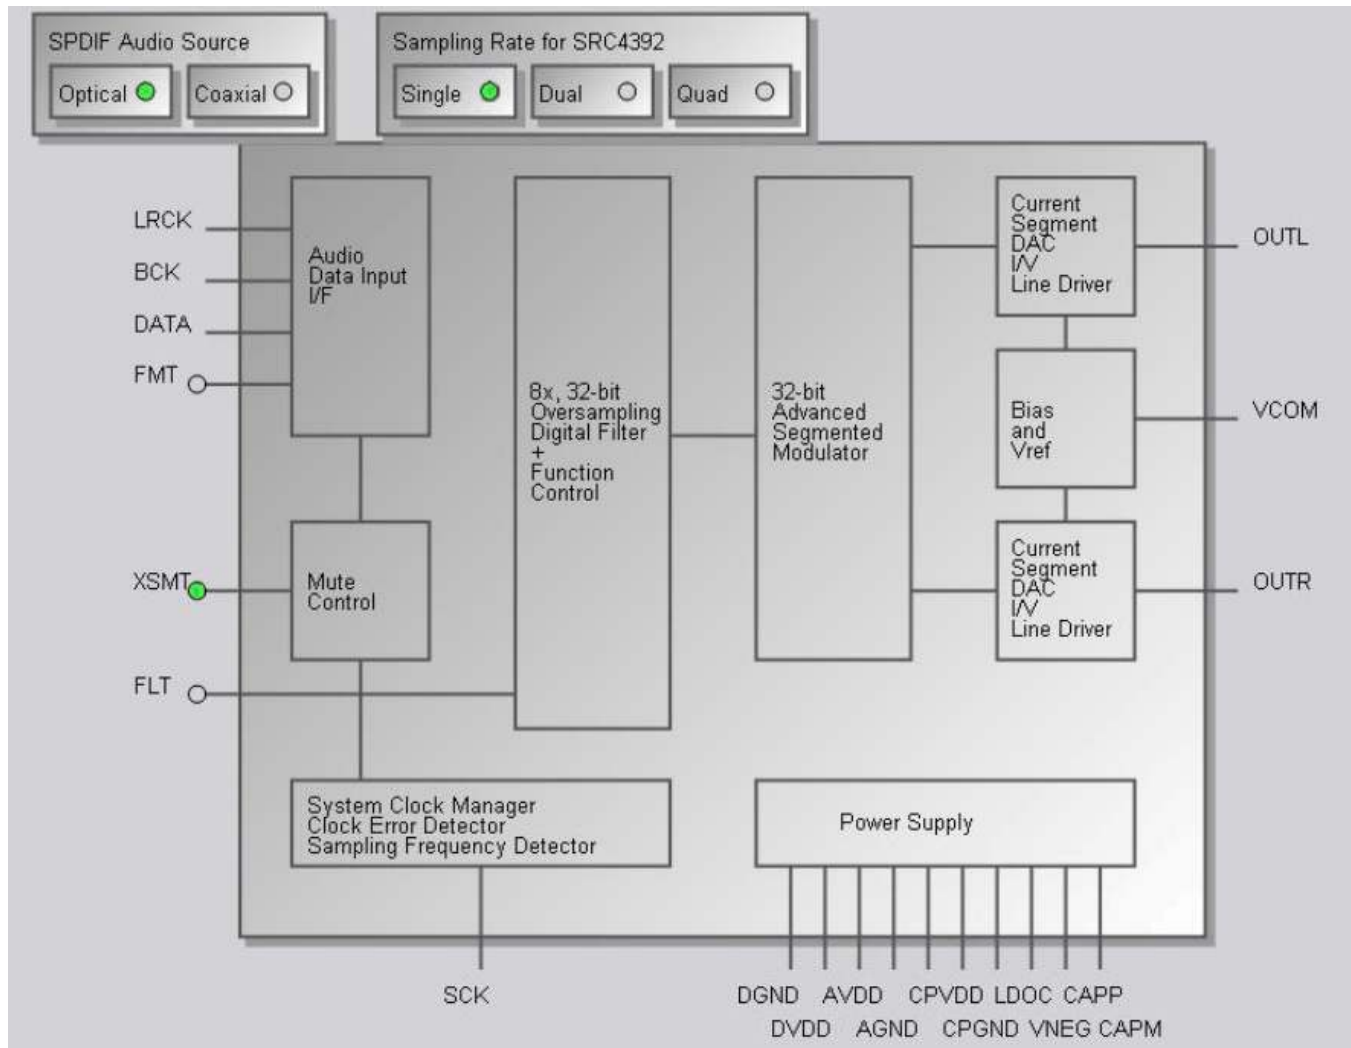 SPDIF Audio Source
Optical
Coaxial
Sampling Rate for SRC4392
Single
Dual
Quad
LRCK
BCK
DATA
FMT
XSMT
FLT
Audio
Data Input
I/F
Mute
Control
8x, 32-bit
Oversampling
Digital Filter
+
Function
Control
32-bit
Advanced
Segmented
Modulator
Current
Segment
DAC
I/V
Line Driver
Bias
and
Vref
Current
Segment
DAC
I/V
Line Driver
OUTL
VCOM
OUTR
System Clock Manager
Clock Error Detector
Sampling Frequency Detector
Power Supply
SCK
DGND AVDD CPVDD LDOC CAPP
DVDD AGND CPGND VNEG CAPM